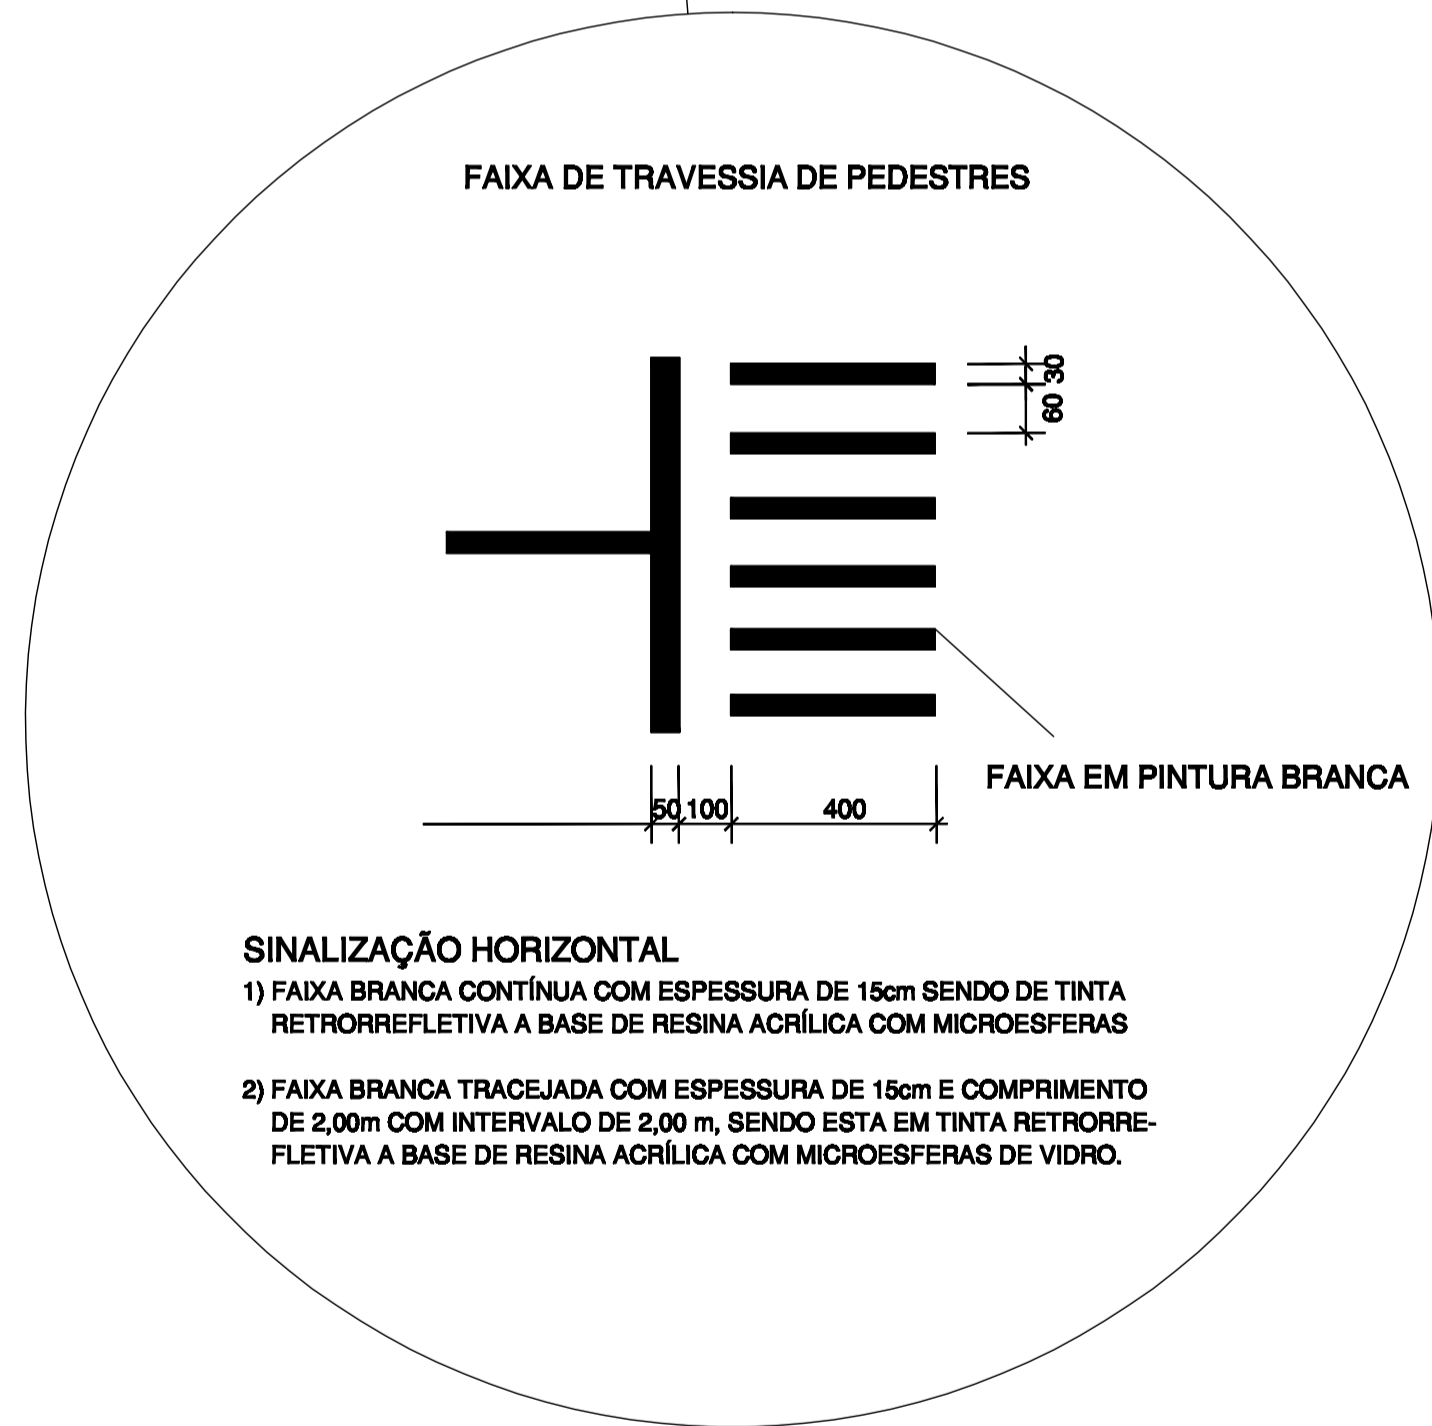 FAIXA DE TRAVESSIA DE PEDESTRES
30
60
FAIXA EM PINTURA BRANCA
50 100 400
SINALIZAÇÃO HORIZONTAL
1) FAIXA BRANCA CONTÍNUA COM ESPESSURA DE 15cm SENDO DE TINTA
RETRORREFLETIVA A BASE DE RESINA ACRÍLICA COM MICROESFERAS
2) FAIXA BRANCA TRACEJADA COM ESPESSURA DE 15cm E COMPRIMENTO
DE 2,00m COM INTERVALO DE 2,00 m, SENDO ESTA EM TINTA RETRORRE-
FLETIVA A BASE DE RESINA ACRÍLICA COM MICROESFERAS DE VIDRO.